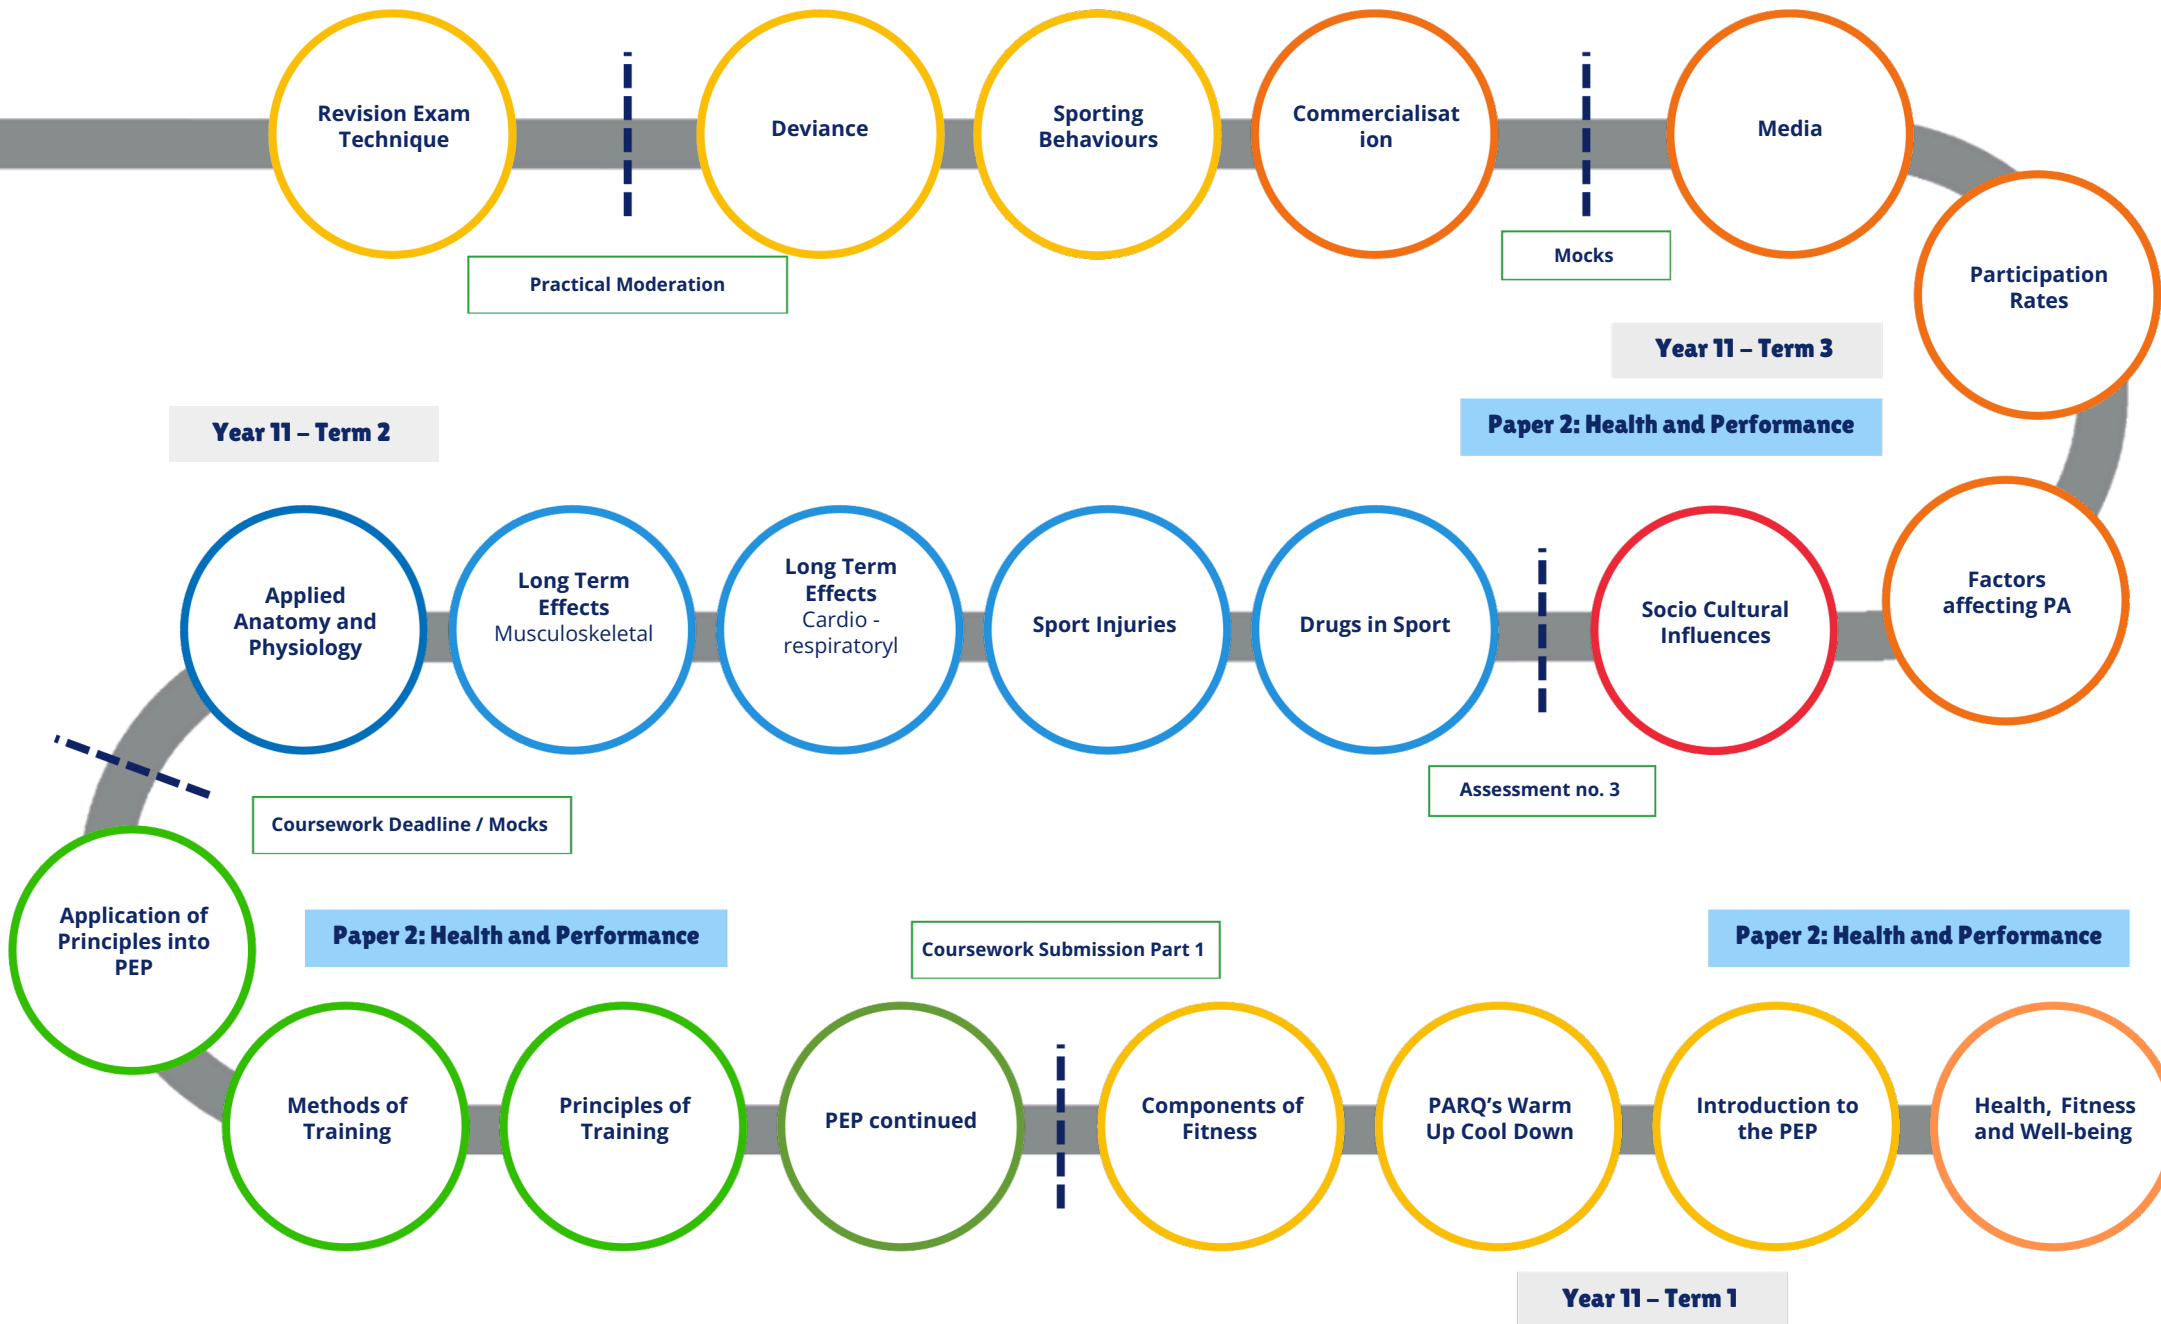 Revision Exam
Technique
Deviance
Sporting
Behaviours
Commercialisat
ion
Media
Practical Moderation
Mocks
Participation
Rates
Year 11 – Term 3
Paper 2: Health and Performance
Year 11 – Term 2
Applied
Anatomy and
Physiology
Long Term
Effects
Musculoskeletal
Long Term
Effects
Cardio -
respiratoryl
Sport Injuries
Drugs in Sport
Socio Cultural
Influences
Factors
affecting PA
Assessment no. 3
Coursework Deadline / Mocks
Application of
Principles into
PEP
Paper 2: Health and Performance
Coursework Submission Part 1
Paper 2: Health and Performance
Methods of
Training
Principles of
Training
PEP continued
Components of
Fitness
PARQ’s Warm
Up Cool Down
Introduction to
the PEP
Health, Fitness
and Well-being
Year 11 – Term 1